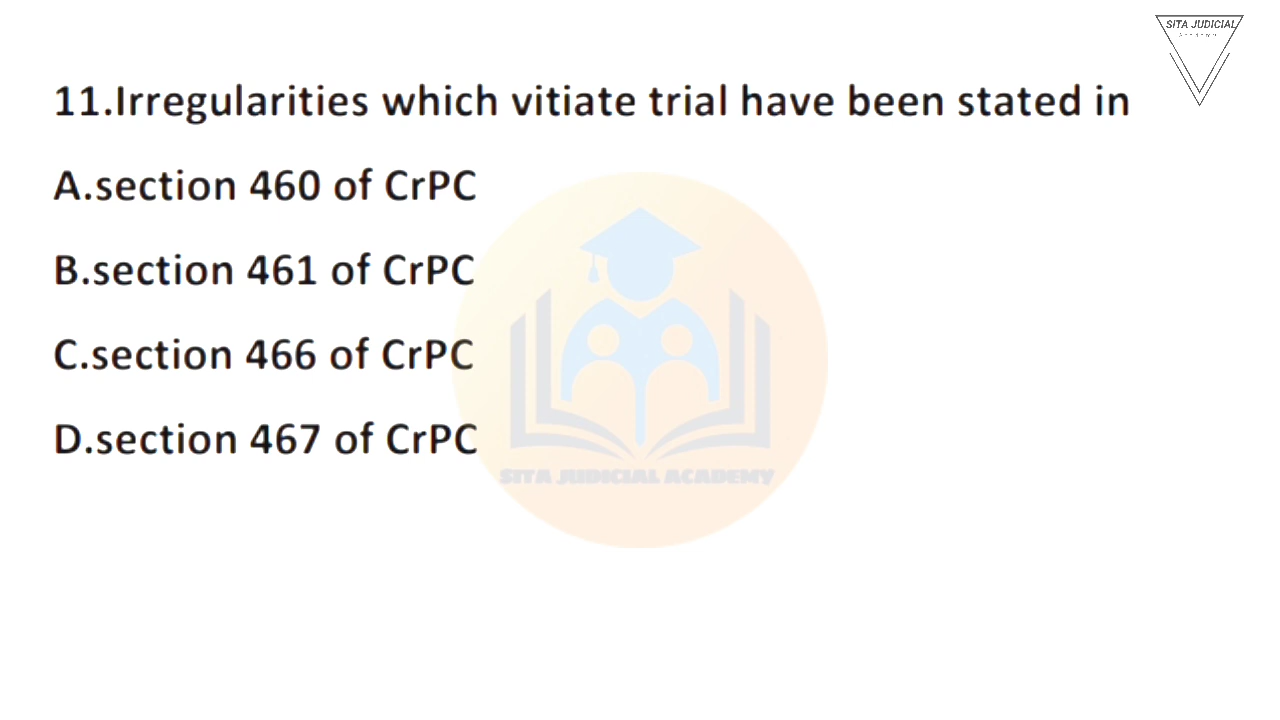 SITA JUDICIAL
Academy
11.Irregularities which vitiate trial have been stated in
A.section 460 of CrPC
B.section 461 of CrPC
C.section 466 of CrPC
D.section 467 of CrPC
SITA JUDICIAL ACADEMY